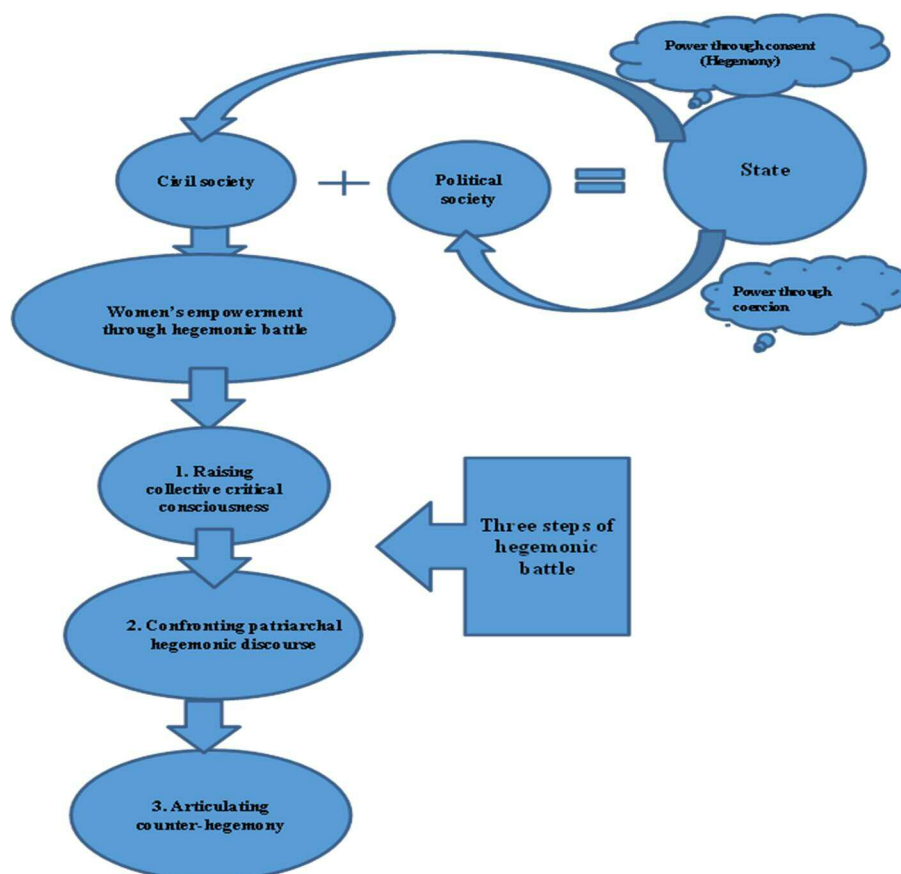 Power through consent
(Hegemony)
Civil society
+
Political
society
=
State
Power through
coercion
Women's empowerment
through hegemonic battle
1. Raising
collective critical
consciousness
Three steps of
hegemonic
battle
2. Confronting patriarchal
hegemonic discourse
3. Articulating
counter-hegemony